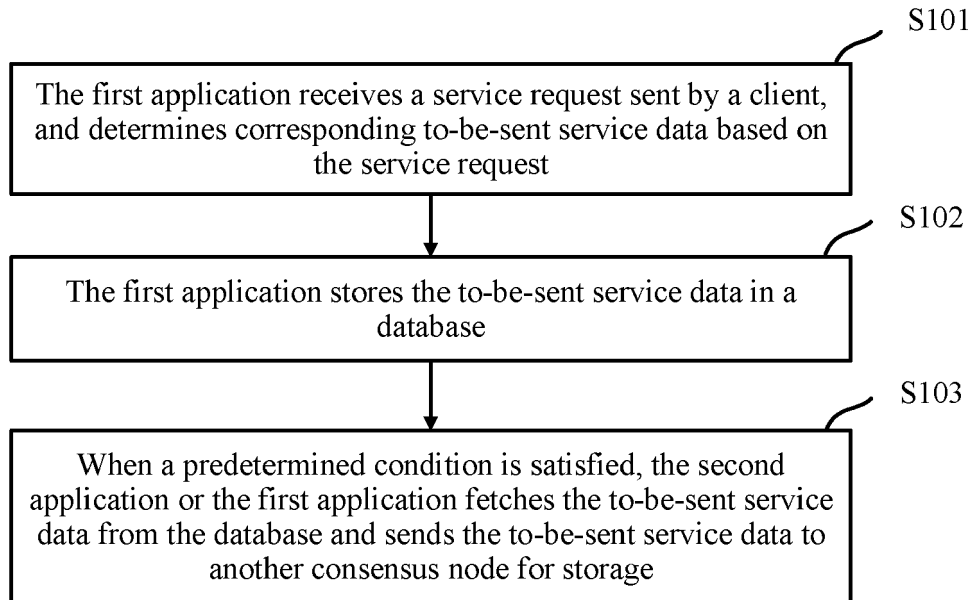 S101
The first application receives a service request sent by a client,
and determines corresponding to-be-sent service data based on
the service request
S102
The first application stores the to-be-sent service data in a
database
S103
When a predetermined condition is satisfied, the second
application or the first application fetches the to-be-sent service
data from the database and sends the to-be-sent service data to
another consensus node for storage